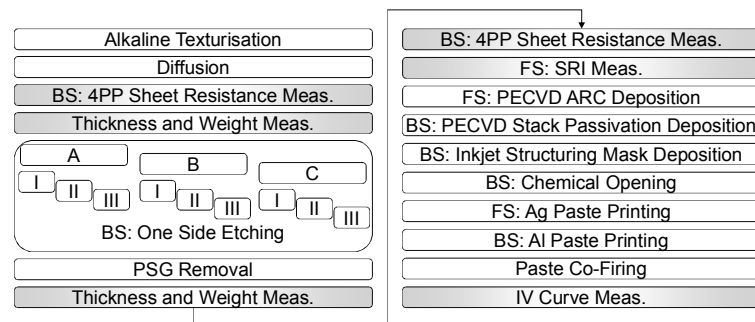 Alkaline Texturisation
Diffusion
BS: 4PP Sheet Resistance Meas.
Thickness and Weight Meas.
A
B
C
I
II
III
I
II
III
I
II
III
BS: One Side Etching
PSG Removal
Thickness and Weight Meas.
BS: 4PP Sheet Resistance Meas.
FS: SRI Meas.
FS: PECVD ARC Deposition
BS: PECVD Stack Passivation Deposition
BS: Inkjet Structuring Mask Deposition
BS: Chemical Opening
FS: Ag Paste Printing
BS: Al Paste Printing
Paste Co-Firing
IV Curve Meas.